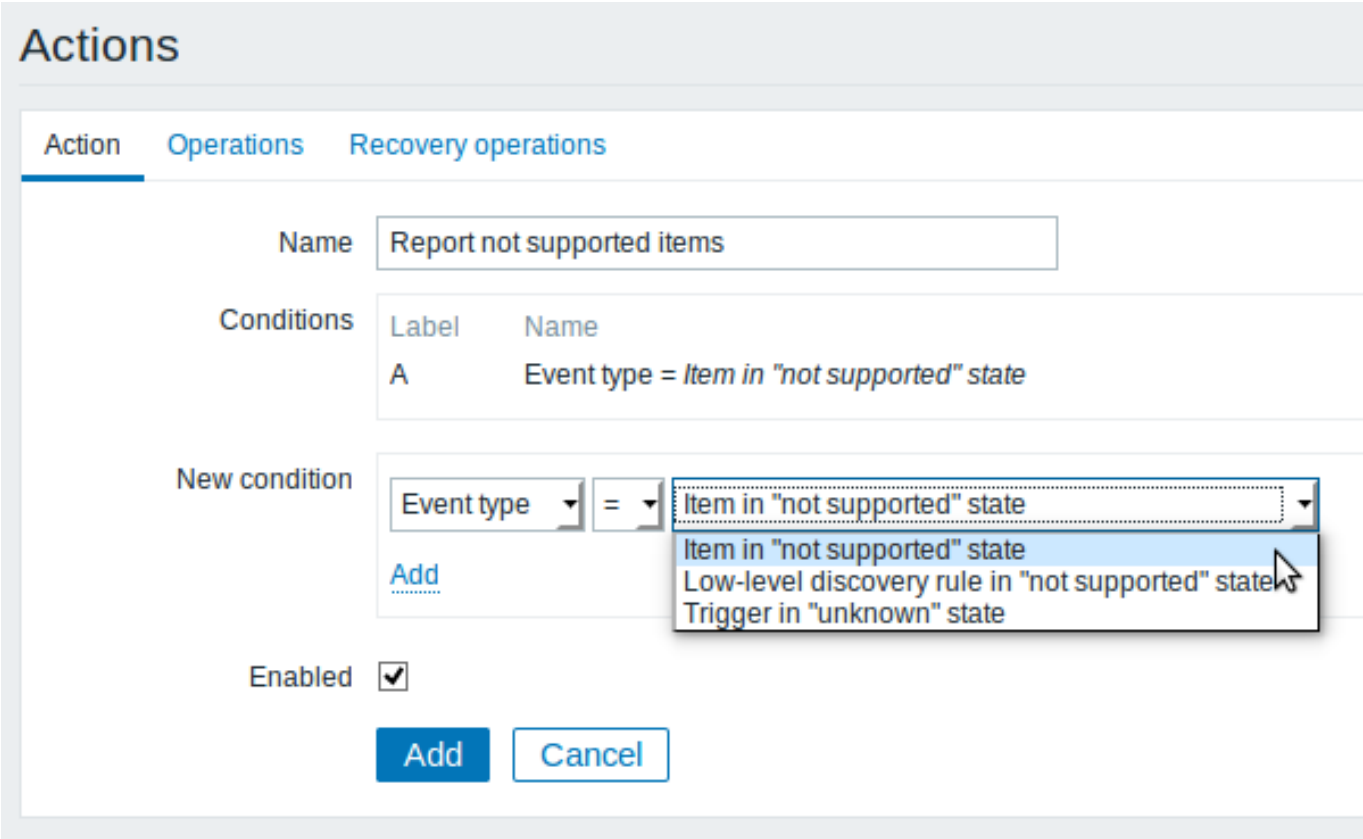 Actions
Action Operations Recovery operations
Name Report not supported items
Conditions Label Name
A Event type = Item in "not supported" state
New condition
Event type = Item in "not supported" state
Item in "not supported" state
Add
Low-level discovery rule in "not supported" state
Trigger in "unknown" state
Enabled
Add Cancel